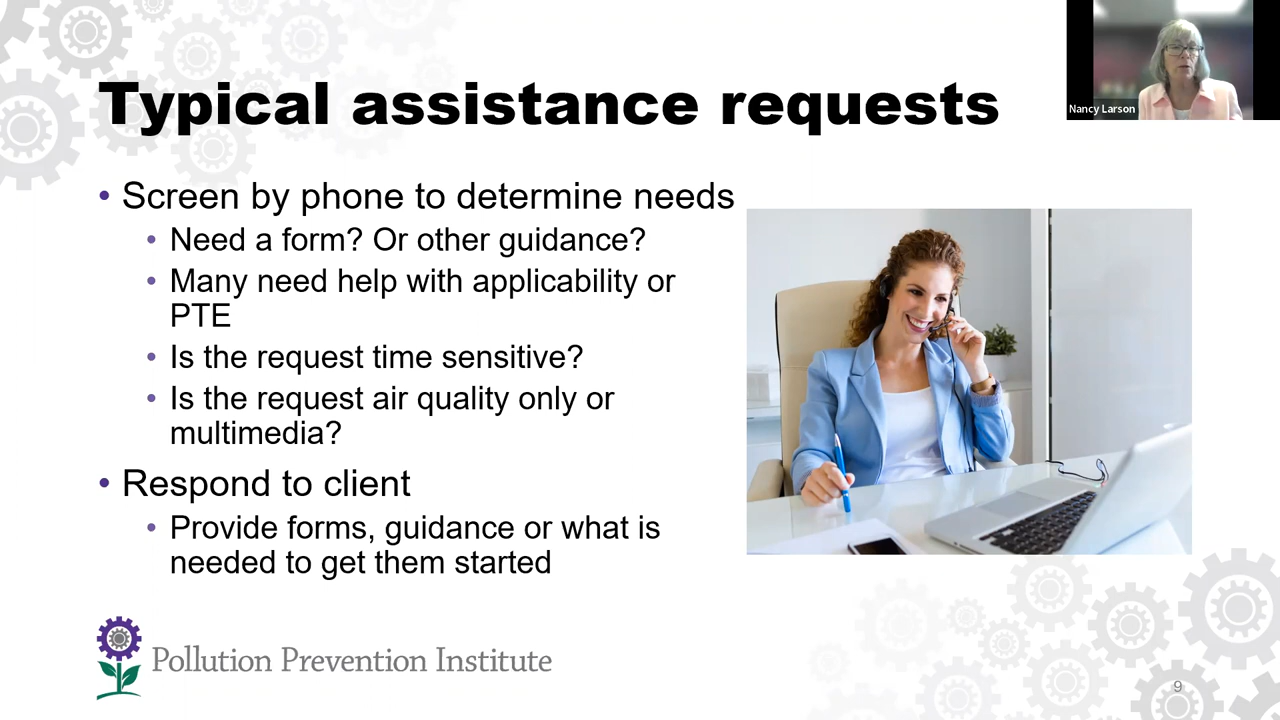 Typical assistance requests
Nancy Larson
• Screen by phone to determine needs
• Need a form? Or other guidance?
• Many need help with applicability or
PTE
• Is the request time sensitive?
• Is the request air quality only or
multimedia?
• Respond to client
• Provide forms, guidance or what is
needed to get them started
Pollution Prevention Institute
9